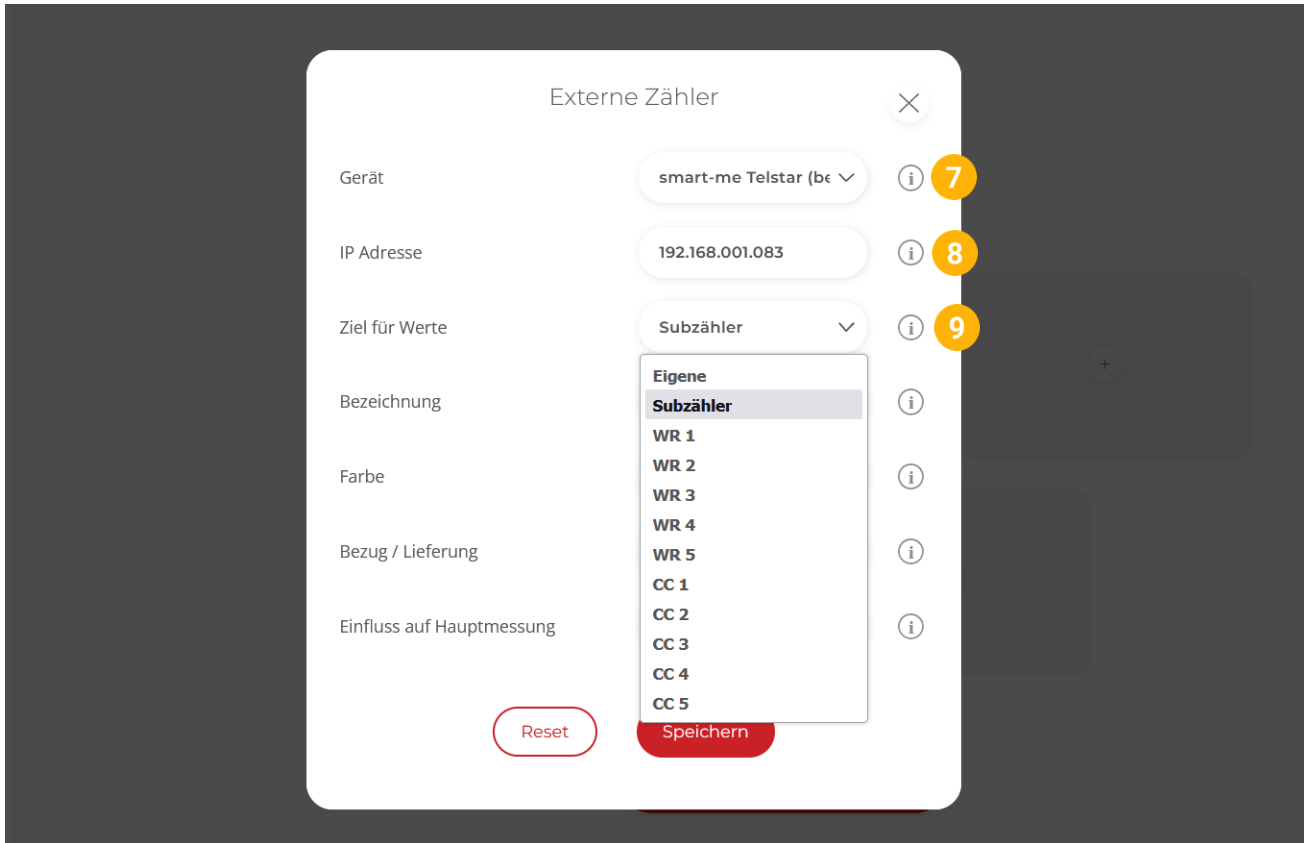 Externe Zähler
Gerät
smart-me Telstar (be
7
IP Adresse
192.168.001.083
8
Ziel für Werte
Subzähler
9
Eigene
Subzähler
WR 1
WR 2
WR 3
WR 4
WR 5
CC 1
CC 2
CC 3
CC 4
CC 5
Bezeichnung
Farbe
Bezug / Lieferung
Einfluss auf Hauptmessung
Reset
Speichern